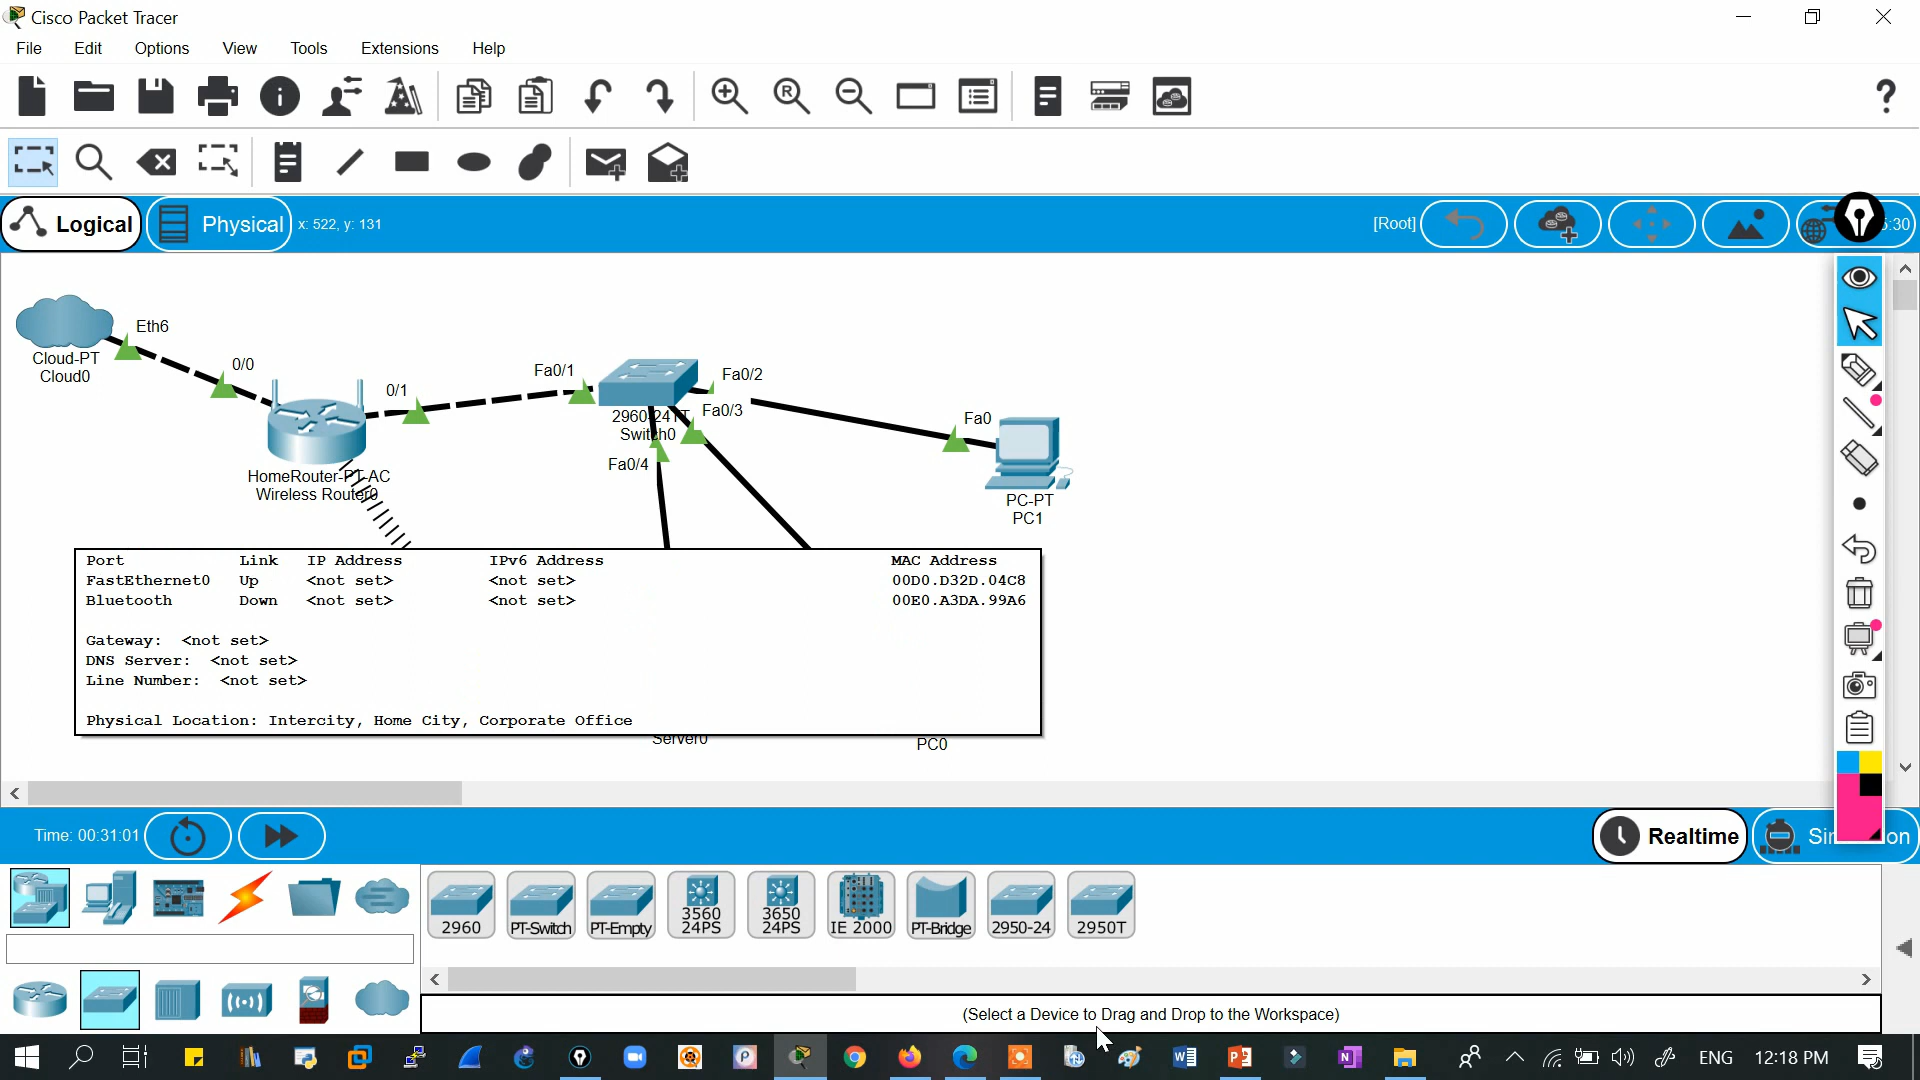 Cisco Packet Tracer
File Edit Options View Tools Extensions Help
Logical Physical x: 522, y: 131 [Root] :30
Eth6
Cloud-PT
Cloud0
0/0
0/1
HomeRouter-PT-AC
Wireless Router0
Fa0/1
Fa0/2
Fa0/3
2960-24TT
Switch0
Fa0/4
Fa0
PC-PT
PC1
Port Link IP Address IPv6 Address MAC Address
FastEthernet0 Up <not set> <not set> 00D0.D32D.04C8
Bluetooth Down <not set> <not set> 00E0.A3DA.99A6
Gateway: <not set>
DNS Server: <not set>
Line Number: <not set>
Physical Location: Intercity, Home City, Corporate Office
Server0
PC0
Time: 00:31:01 Realtime
2960 PT-Switch PT-Empty 3560 24PS 3650 24PS IE 2000 PT-Bridge 2950-24 2950T
(Select a Device to Drag and Drop to the Workspace)
ENG 12:18 PM